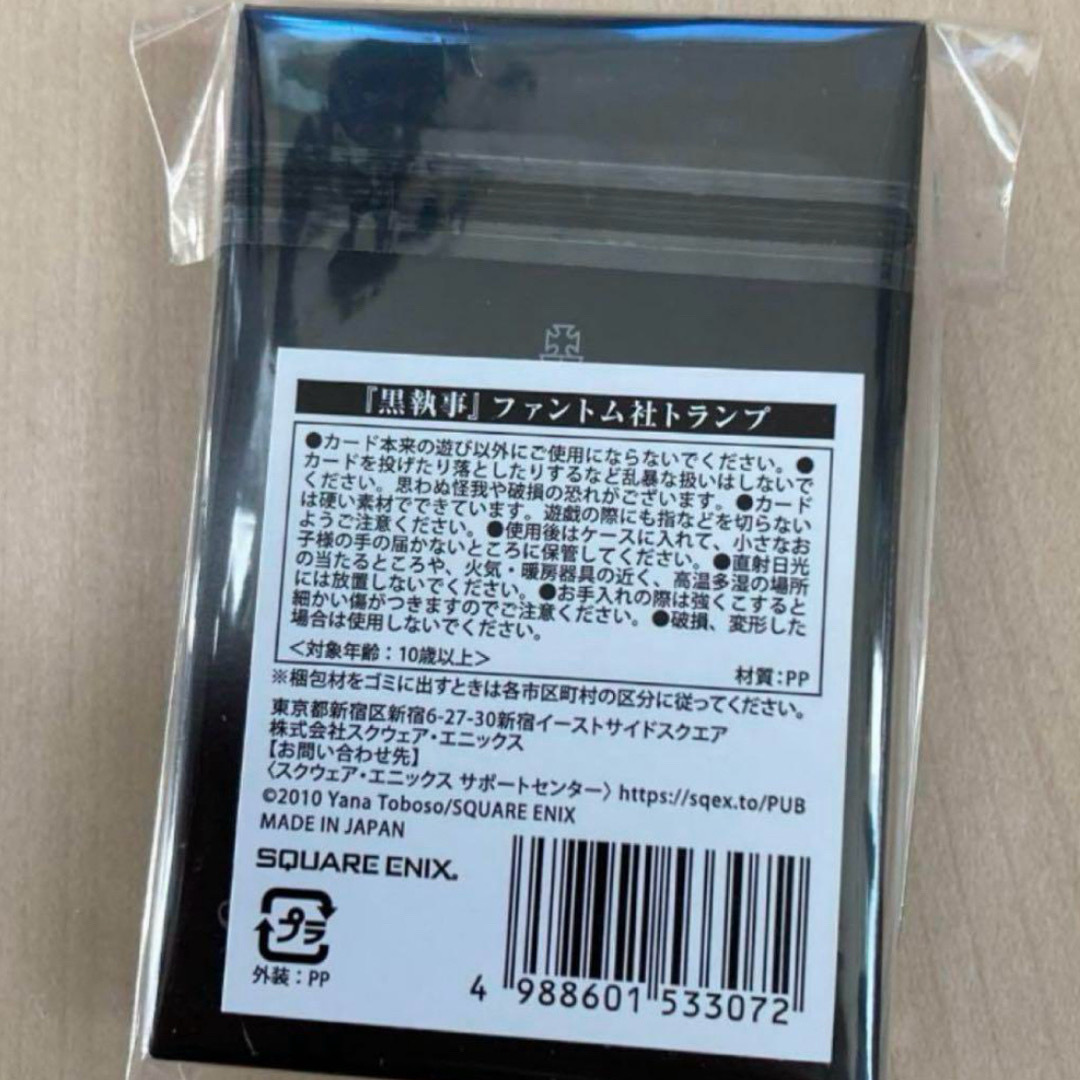 『黒執事』ファントム社トランプ
●カード本来の遊び以外にご使用にならないでください。●
カードを投げたり落としたりするなど乱暴な扱いはしないで
ください。思わぬ怪我や破損の恐れがございます。●カード
は硬い素材でできています。遊戯の際にも指などを切らない
ようご注意ください。●使用後はケースに入れて、小さなお
子様の手の届かないところに保管してください。●直射日光
の当たるところや、火気・暖房器具の近く、高温多湿の場所
には放置しないでください。●お手入れの際は強くこすると
細かい傷がつきますのでご注意ください。●破損、変形した
場合は使用しないでください。
＜対象年齢：10歳以上＞
材質：PP
※梱包材をゴミに出すときは各市区町村の区分に従ってください。
東京都新宿区新宿6-27-30新宿イーストサイドスクエア
株式会社スクウェア・エニックス
【お問い合わせ先】
〈スクウェア・エニックス サポートセンター〉https://sqex.to/PUB
©2010 Yana Toboso/SQUARE ENIX
MADE IN JAPAN
SQUARE ENIX.
プラ
外装：PP
4 988601 533072